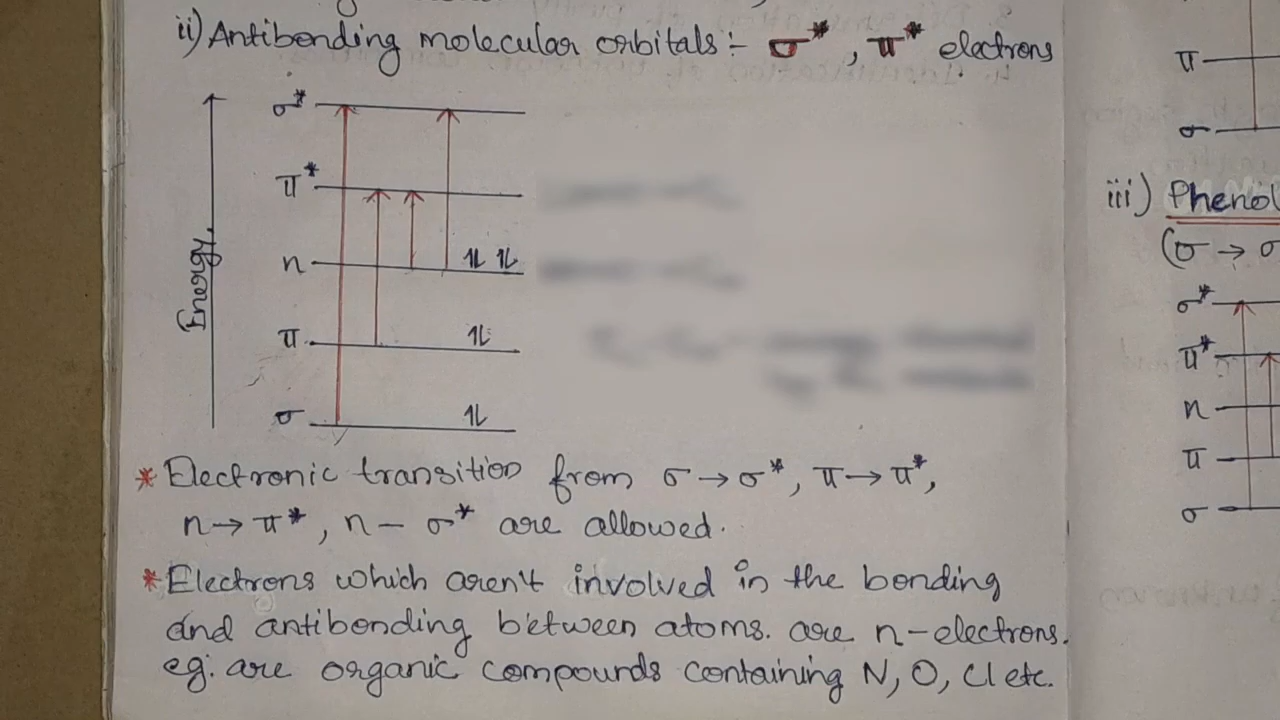 ii) Antibonding molecular orbitals :- σ*, π* electrons
Energy
σ*
π*
n ⥮ ⥮
π ⥮
σ ⥮
* Electronic transition from σ → σ*, π → π*,
n → π*, n — σ* are allowed.
* Electrons which aren't involved in the bonding
and antibonding between atoms. are n-electrons.
eg. are organic compounds containing N, O, Cl etc.
π
σ
iii) Phenol
(σ → σ
σ*
π*
n
π
σ